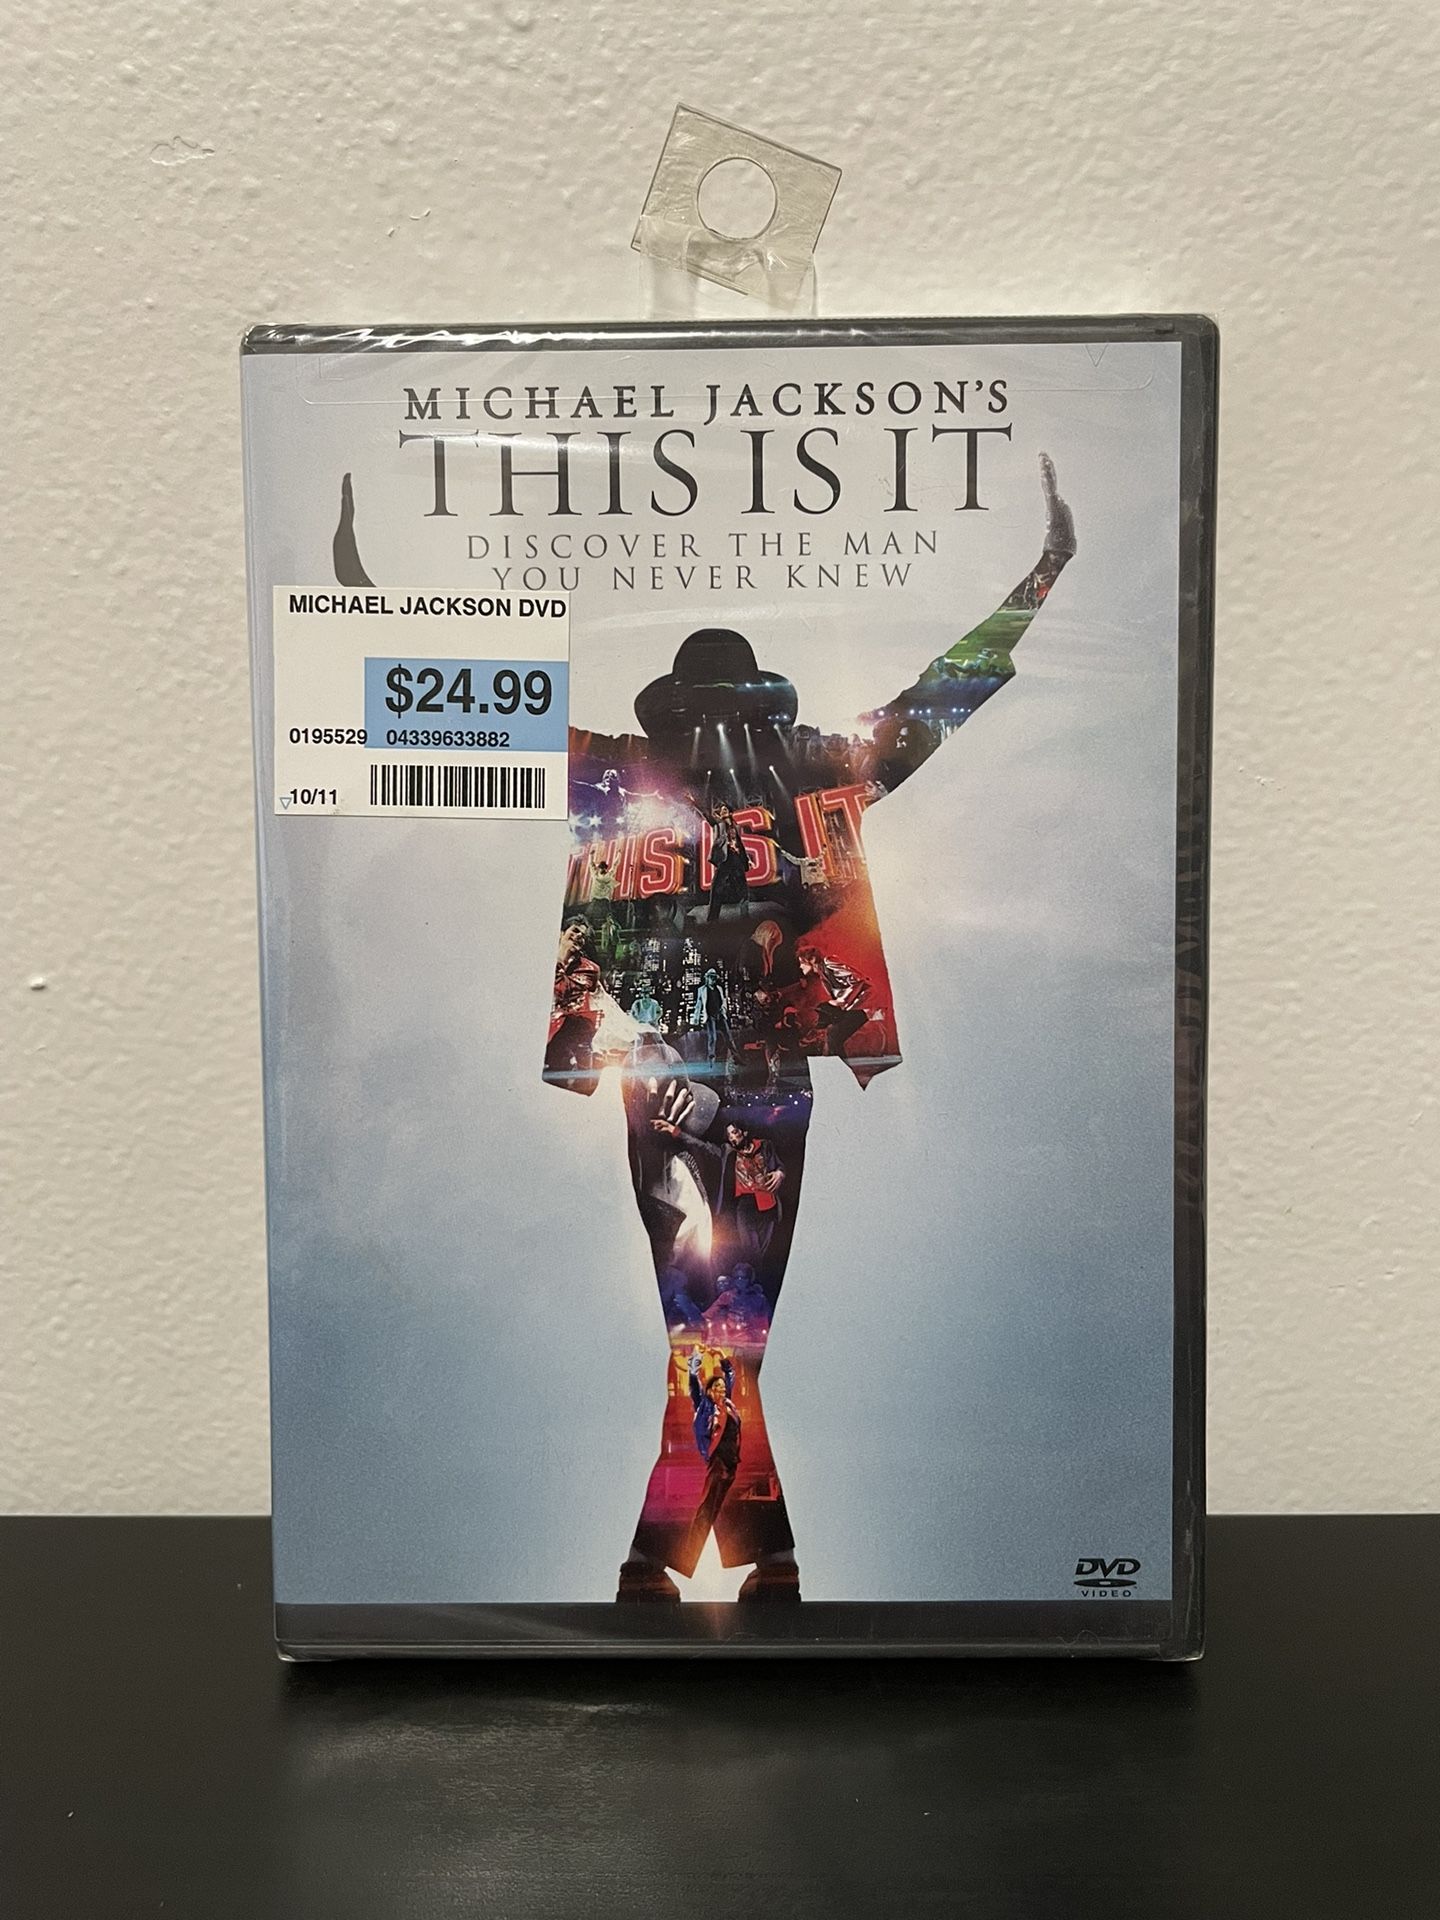 MICHAEL JACKSON'S
THIS IS IT
DISCOVER THE MAN
YOU NEVER KNEW
MICHAEL JACKSON DVD
$24.99
0195529 04339633882
10/11
THIS IS IT
DVD
VIDEO